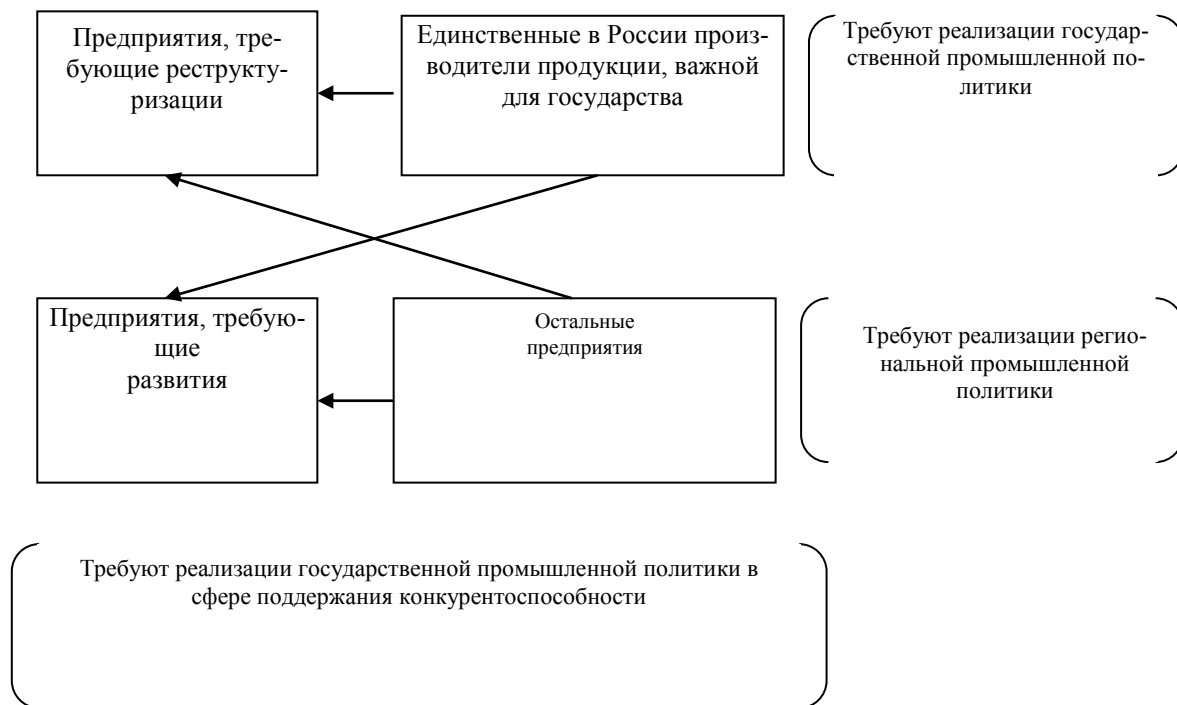 Предприятия, тре-
бующие реструкту-
ризации
Единственные в России произ-
водители продукции, важной
для государства
Требуют реализации государ-
ственной промышленной по-
литики
Предприятия, требую-
щие
развития
Остальные
предприятия
Требуют реализации регио-
нальной промышленной
политики
Требуют реализации государственной промышленной политики в
сфере поддержания конкурентоспособности